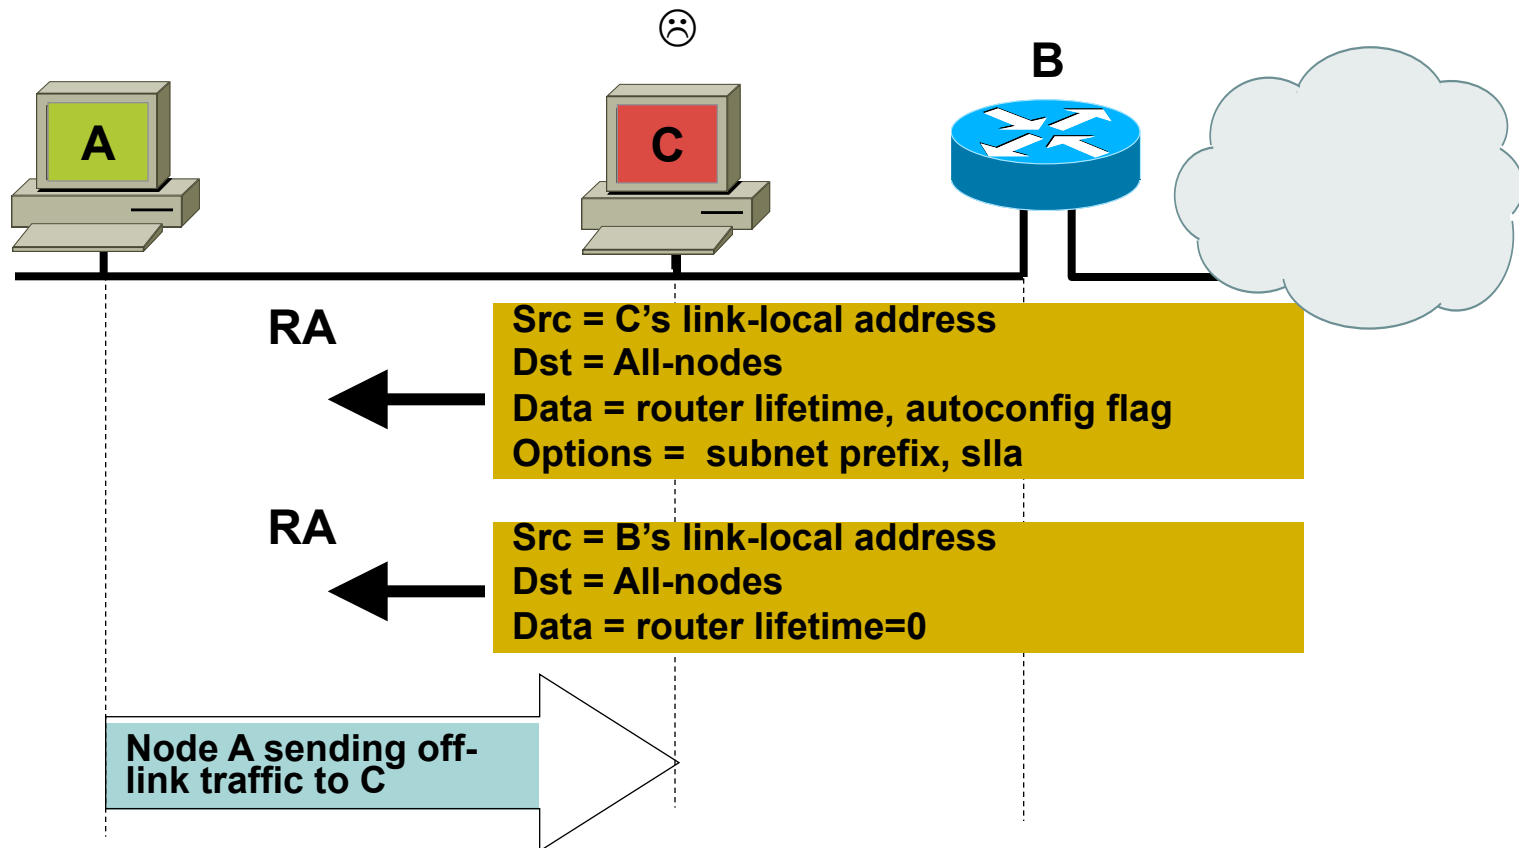 B
A
C
RA
Src = C’s link-local address
Dst = All-nodes
Data = router lifetime, autoconfig flag
Options =  subnet prefix, slla
RA
Src = B’s link-local address
Dst = All-nodes
Data = router lifetime=0
Node A sending off-
link traffic to C